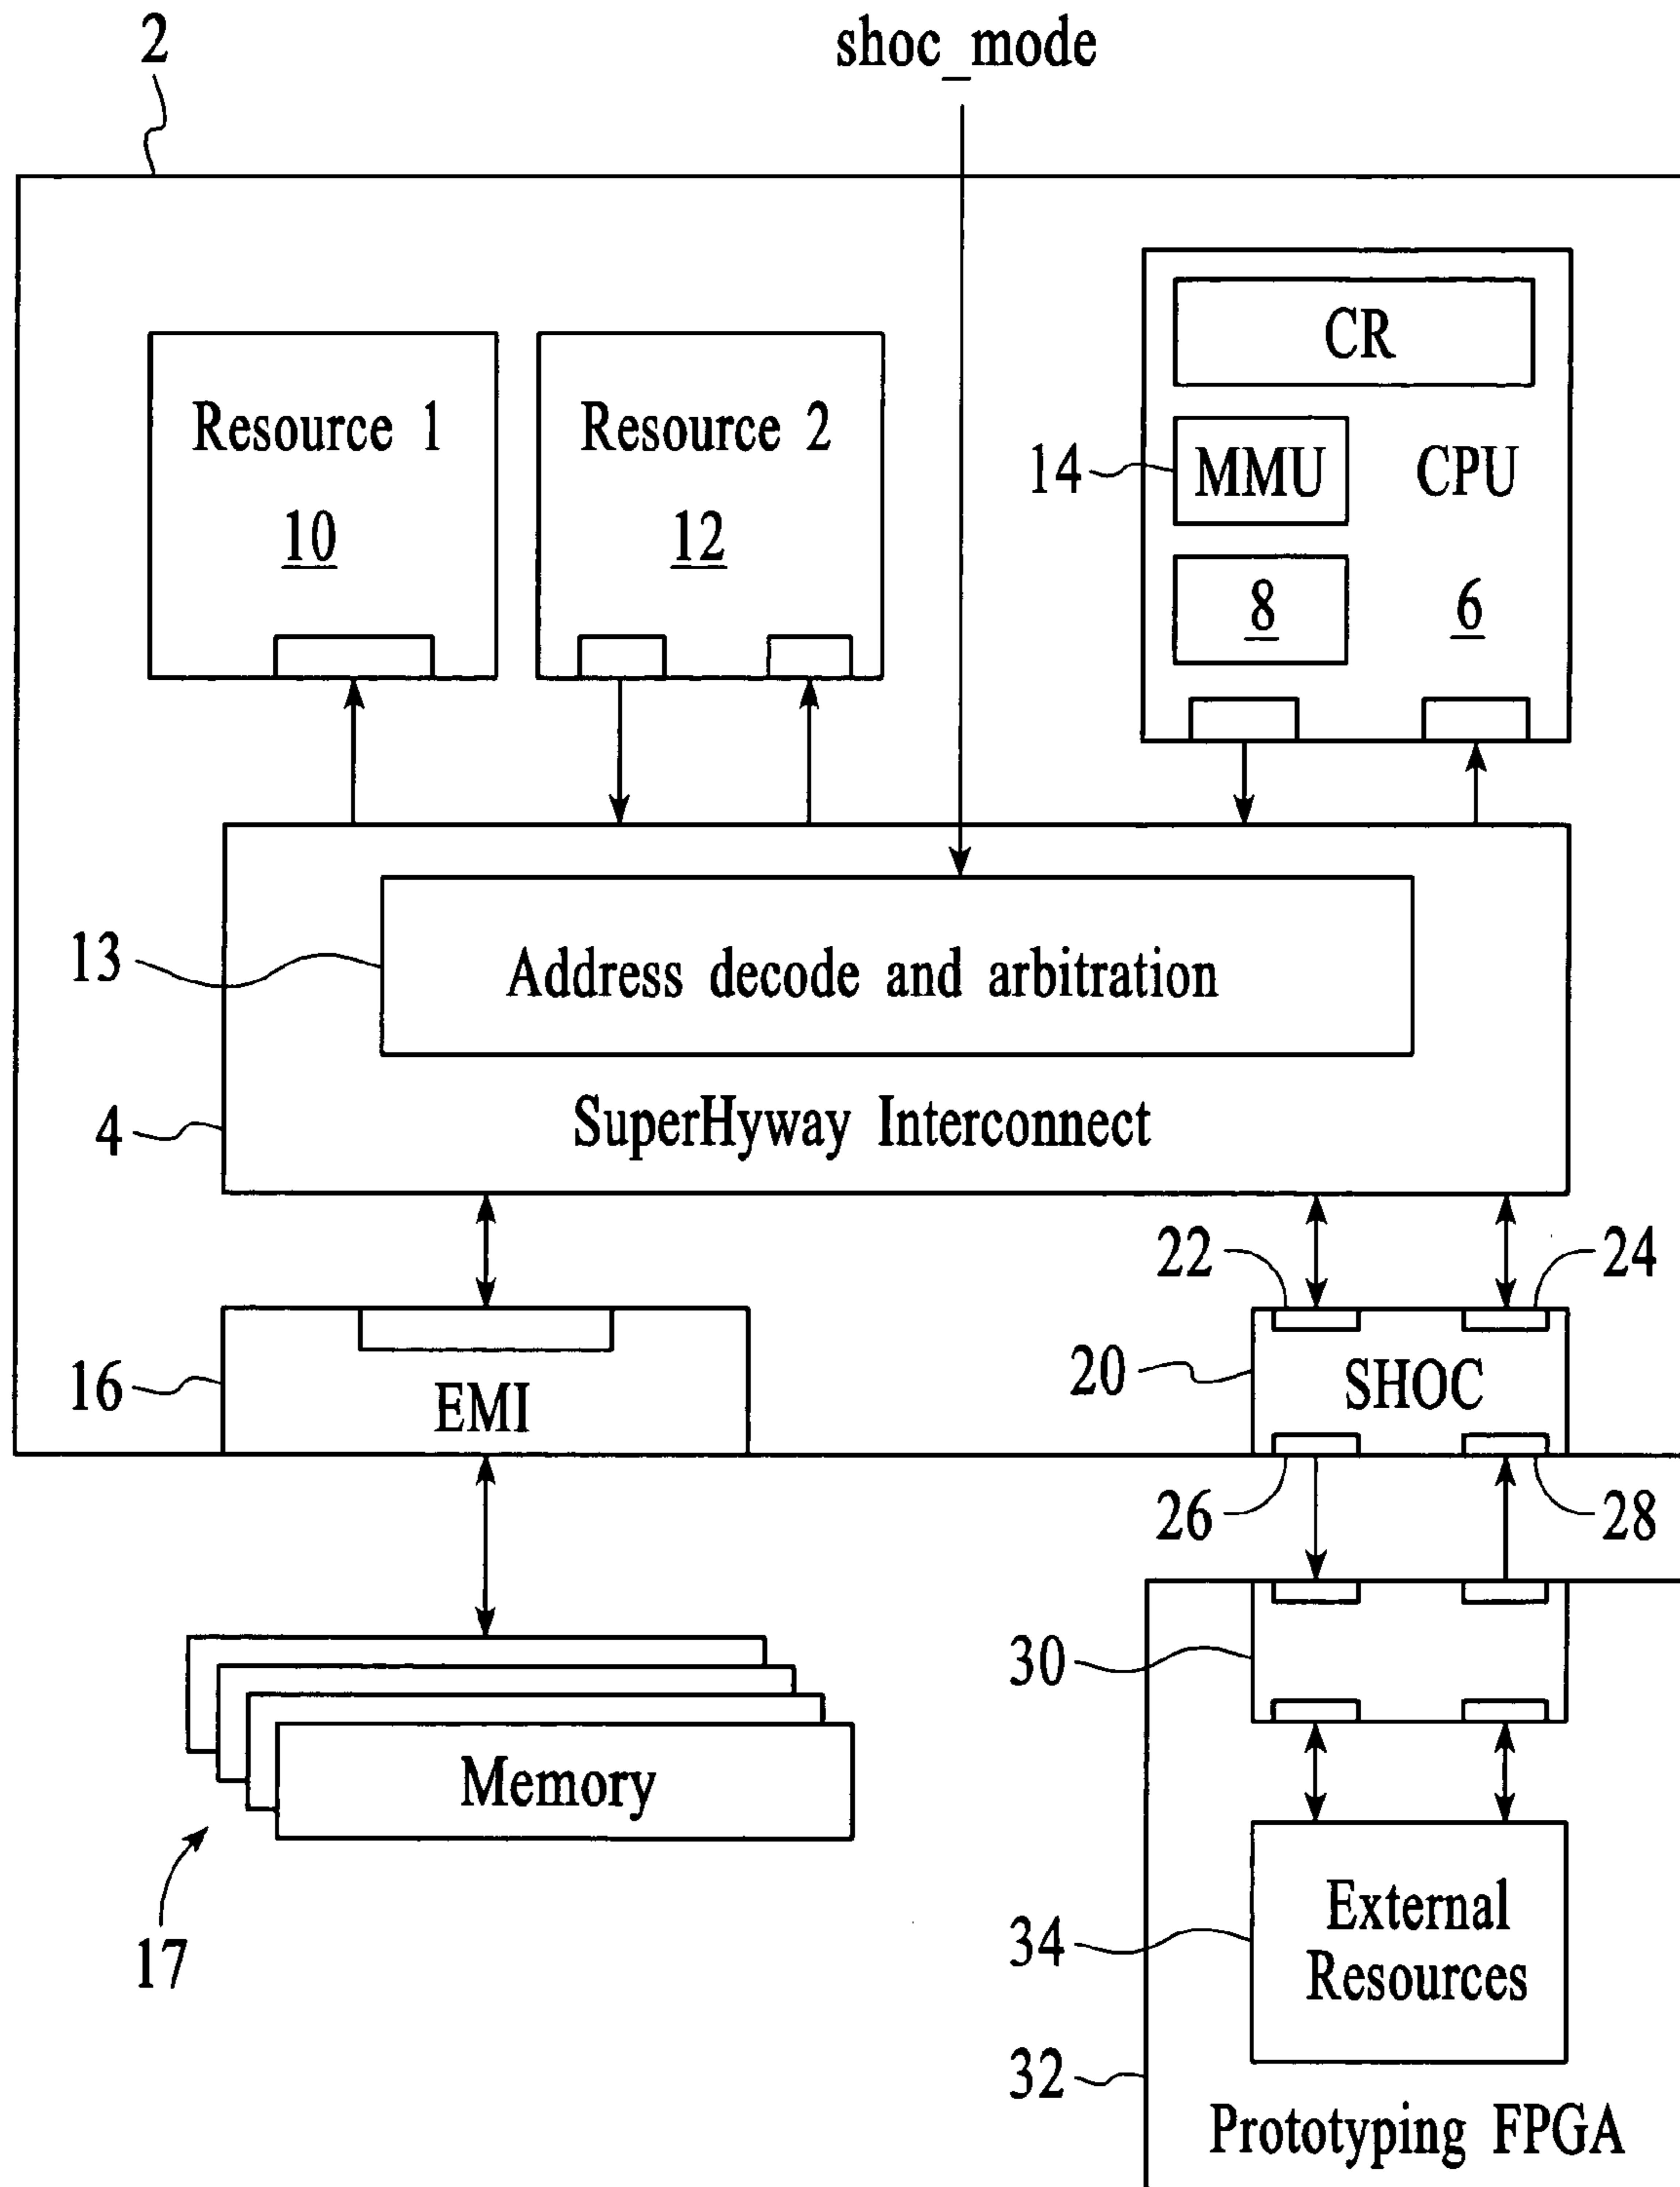 2
shoc_mode
CR
Resource 1
Resource 2
14
MMU
CPU
10
12
8
6
13
Address decode and arbitration
4
SuperHyway Interconnect
22
24
20
SHOC
16
EMI
26
28
30
Memory
17
34
External
Resources
32
Prototyping FPGA